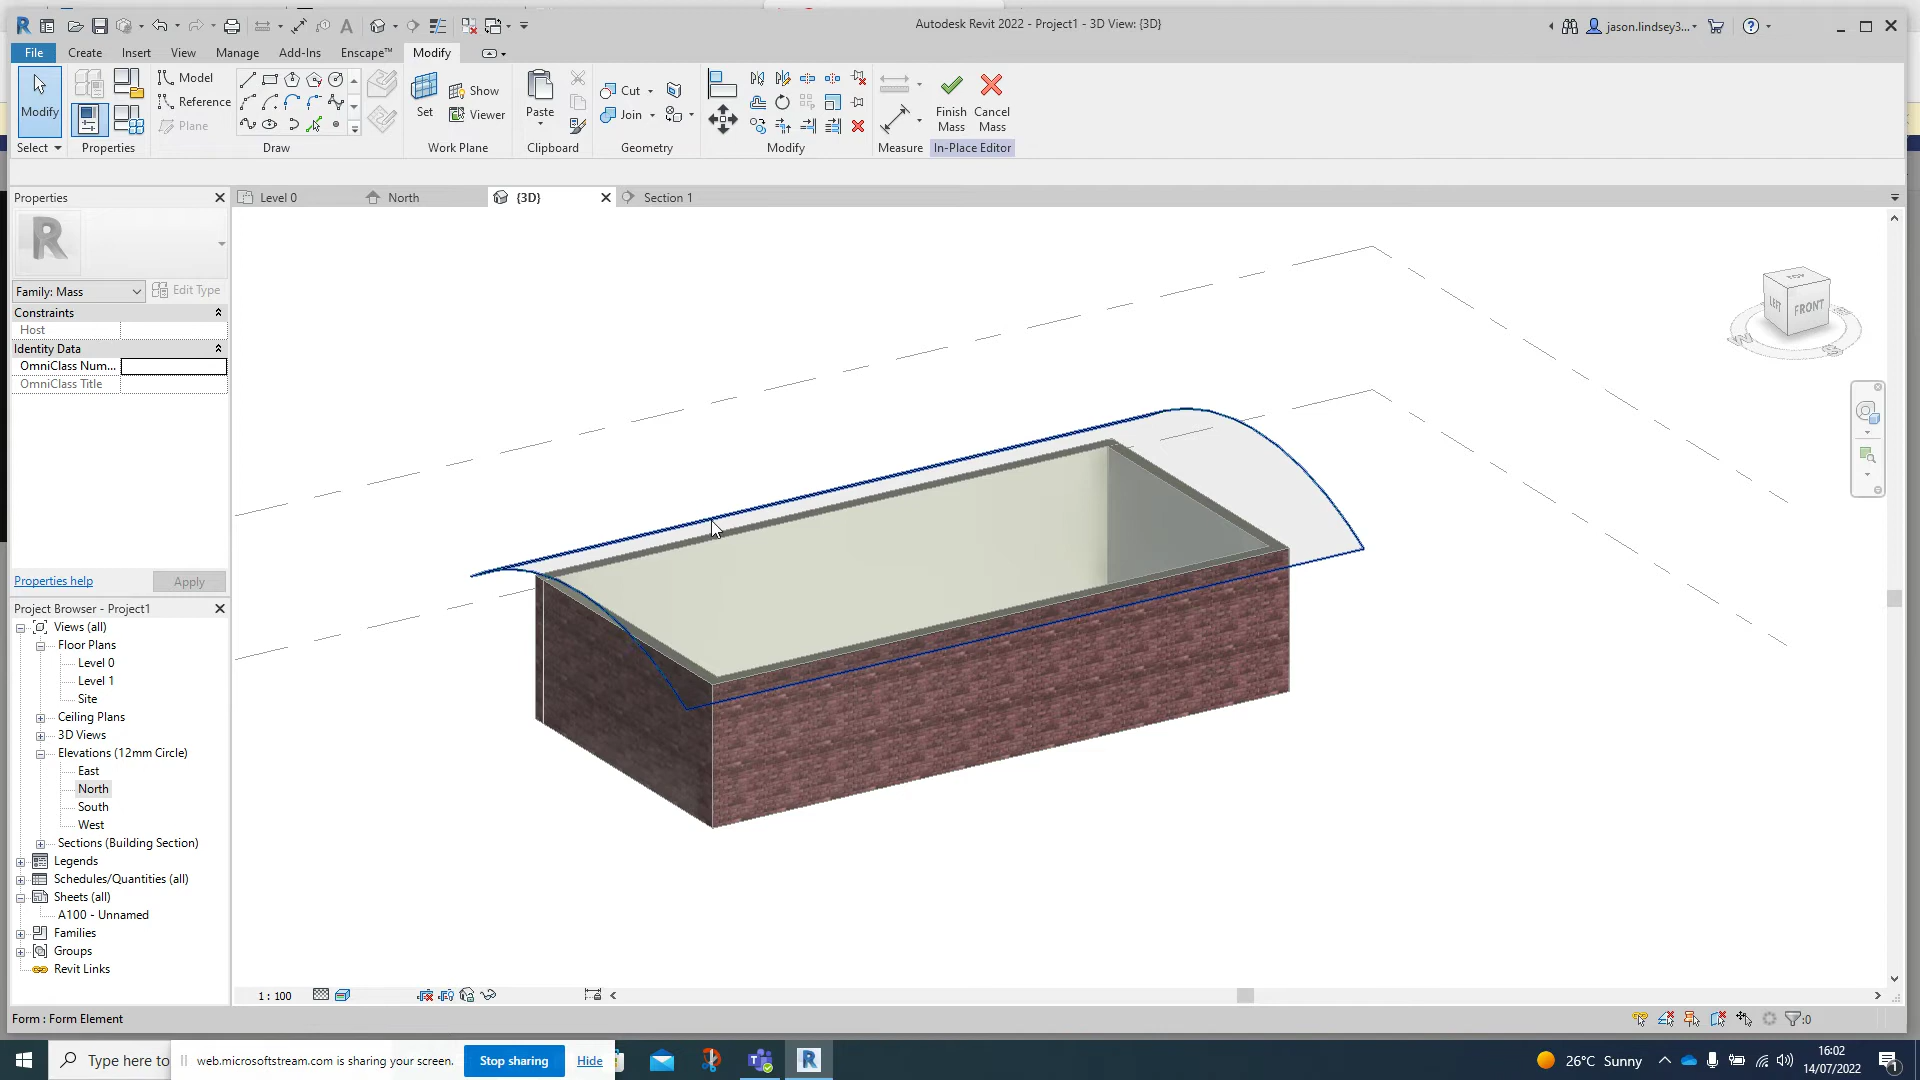 Autodesk Revit 2022 - Project1 - 3D View: {3D}
jason.lindsey3...
File Create Insert View Manage Add-Ins Enscape™ Modify
Modify
Select
Properties
Model
Reference
Plane
Draw
Set
Show
Viewer
Work Plane
Paste
Clipboard
Cut
Join
Geometry
Modify
Measure
Finish Mass
Cancel Mass
In-Place Editor
Properties
Level 0
North
{3D}
Section 1
R
Family: Mass
Edit Type
Constraints
Host
Identity Data
OmniClass Num...
OmniClass Title
Properties help
Apply
TOP
LEFT
FRONT
W
S
Project Browser - Project1
Views (all)
Floor Plans
Level 0
Level 1
Site
Ceiling Plans
3D Views
Elevations (12mm Circle)
East
North
South
West
Sections (Building Section)
Legends
Schedules/Quantities (all)
Sheets (all)
A100 - Unnamed
Families
Groups
Revit Links
1 : 100
Form : Form Element
:0
Type here to
web.microsoftstream.com is sharing your screen.
Stop sharing
Hide
26°C Sunny
16:02
14/07/2022
1